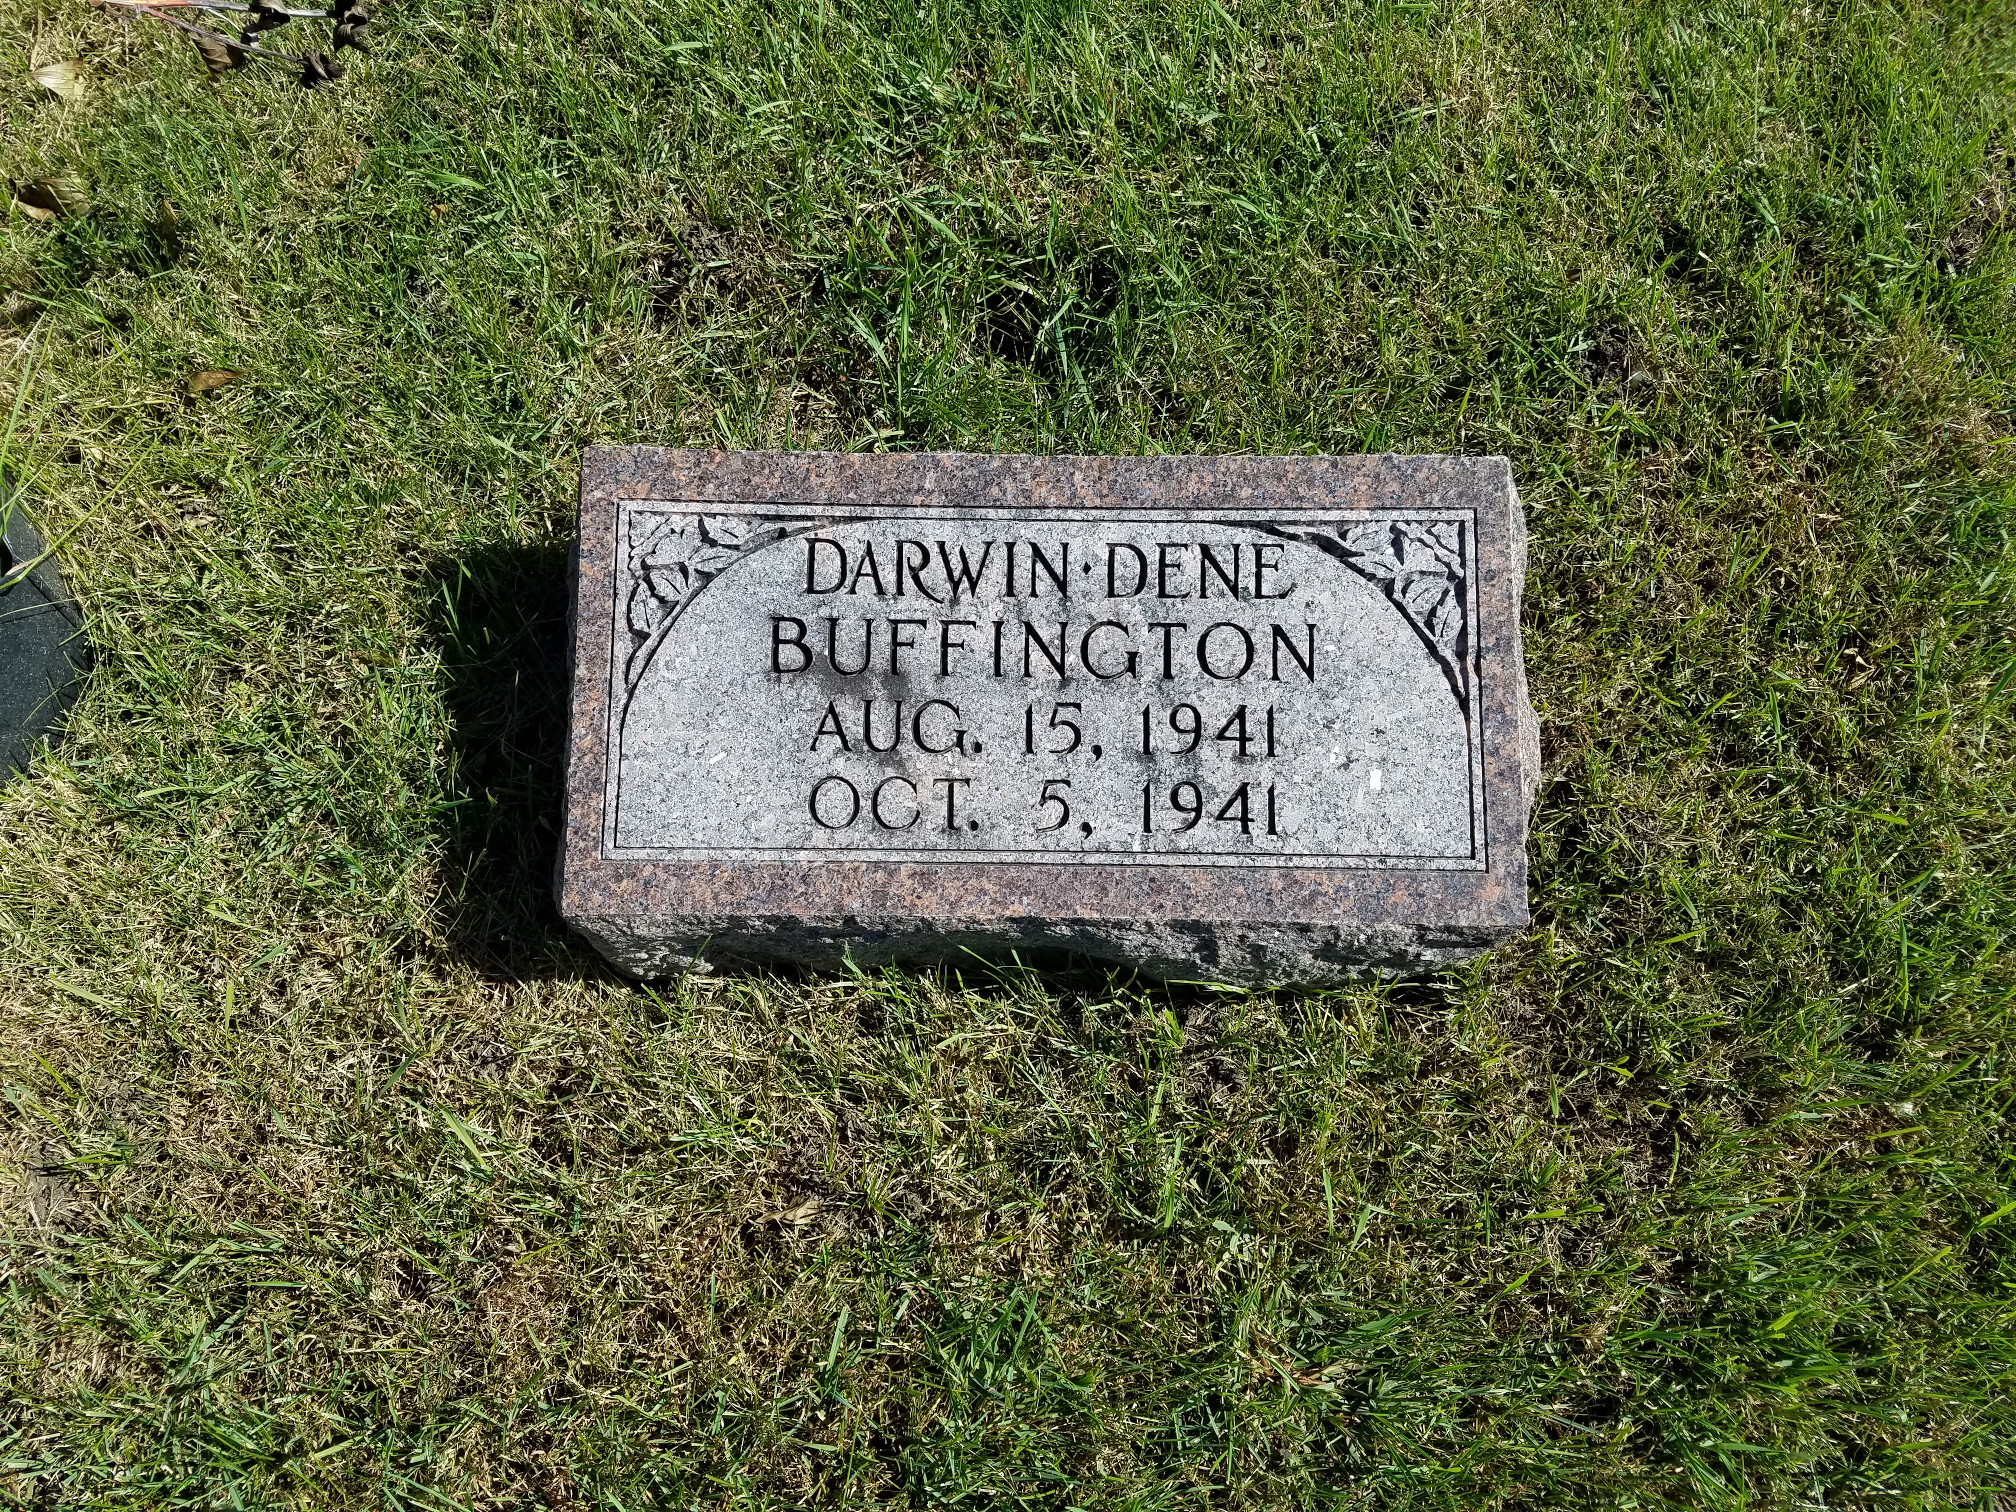 DARWIN·DENE
BUFFINGTON
AUG. 15, 1941
OCT. 5, 1941